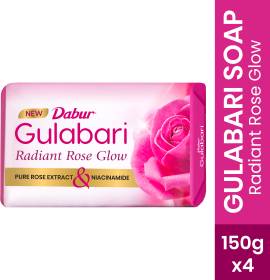 NEW
Dabur
Gulabari
Radiant Rose Glow
PURE ROSE EXTRACT & NIACINAMIDE
GULABARI SOAP
Radiant Rose Glow
150g
x4